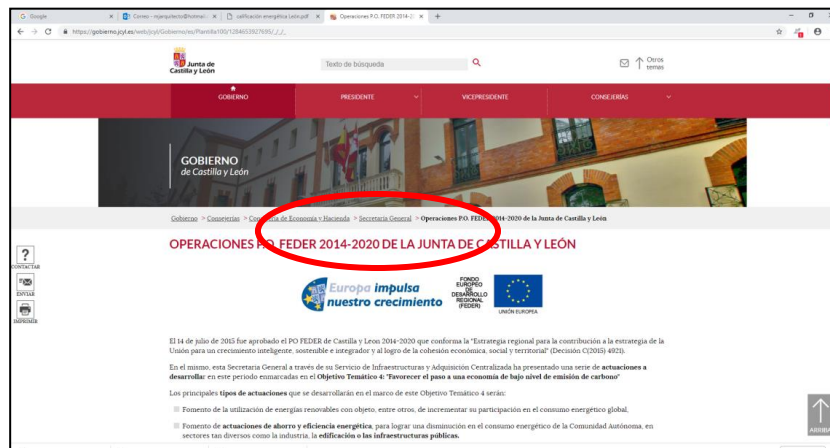 Google
calificación energética León.pdf
Operaciones P.O. FEDER 2014-2
https://gobierno.jcyl.es/web/jcyl/Gobierno/es/Plantilla100/1284653927695/_/_/_
Junta de
Castilla y León
Texto de búsqueda
Otros
temas
GOBIERNO
PRESIDENTE
VICEPRESIDENTE
CONSEJERÍAS
GOBIERNO
de Castilla y León
Gobierno > Consejerías > de Economía y Hacienda > Secretaría General > Operaciones P.O. FEDER 2014-2020 de la Junta de Castilla y León
OPERACIONES P.O. FEDER 2014-2020 DE LA JUNTA DE CASTILLA Y LEÓN
?
CONTACTAR
ENVIAR
IMPRIMIR
Europa impulsa
nuestro crecimiento
FONDO
EUROPEO
DE
DESARROLLO
REGIONAL
(FEDER)
UNIÓN EUROPEA
El 14 de julio de 2015 fue aprobado el PO FEDER de Castilla y Leon 2014-2020 que conforma la "Estrategia regional para la contribución a la estrategia de la
Unión para un crecimiento inteligente, sostenible e integrador y al logro de la cohesión económica, social y territorial" (Decisión C(2015) 4921).
En el mismo, esta Secretaria General a través de su Servicio de Infraestructuras y Adquisición Centralizada ha presentado una serie de actuaciones a
desarrollar en este periodo enmarcadas en el Objetivo Temático 4: "Favorecer el paso a una economía de bajo nivel de emisión de carbono"
Los principales tipos de actuaciones que se desarrollarán en el marco de este Objetivo Temático 4 serán:
Fomento de la utilización de energías renovables con objeto, entre otros, de incrementar su participación en el consumo energético global,
Fomento de actuaciones de ahorro y eficiencia energética, para lograr una disminución en el consumo energético de la Comunidad Autónoma, en
sectores tan diversos como la industria, la edificación o las infraestructuras públicas.
ARRIBA